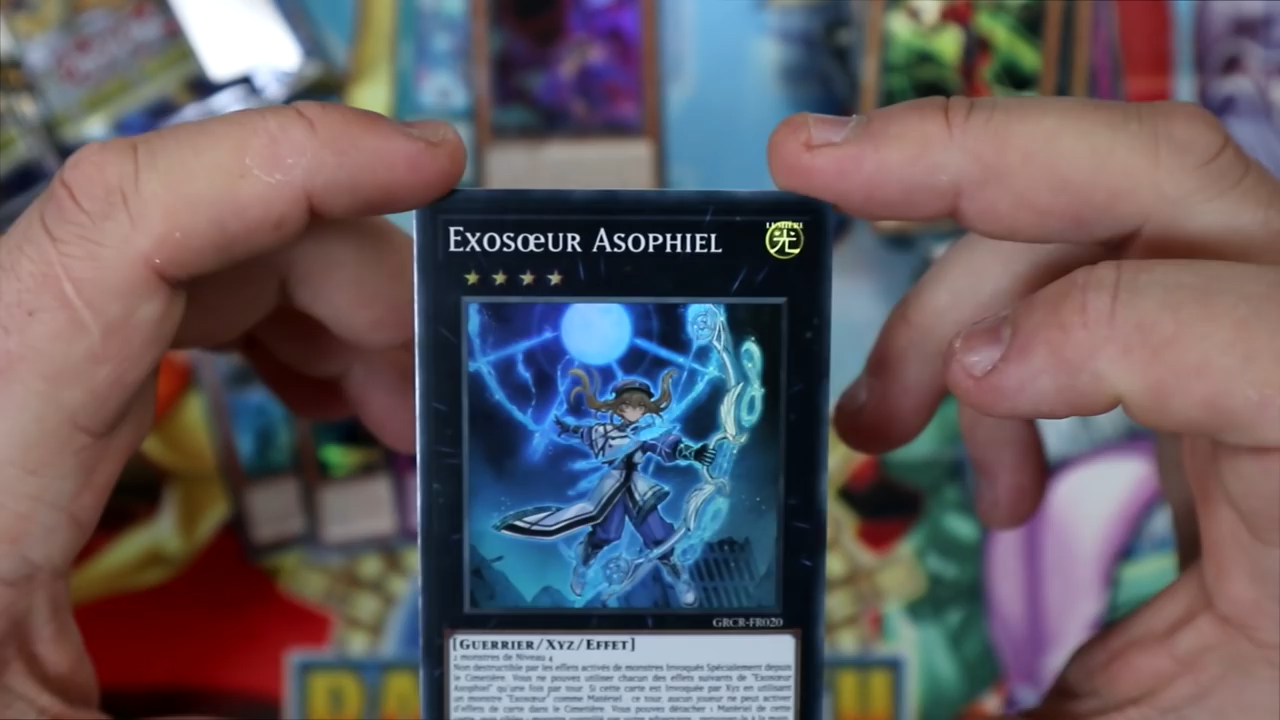 Exosœur Asophiel
LUMIÈRE
光
GRCR-FR020
[Guerrier/Xyz/Effet]
2 monstres de Niveau 4
Non destructible par les effets activés de monstres Invoqués Spécialement depuis
le Cimetière. Vous ne pouvez utiliser chacun des effets suivants de "Exosœur
Asophiel" qu'une fois par tour. Si cette carte est Invoquée par Xyz en utilisant
un monstre "Exosœur" comme Matériel : ce tour, aucun joueur ne peut activer
d'effets de carte dans le Cimetière. Vous pouvez détacher 1 Matériel de cette